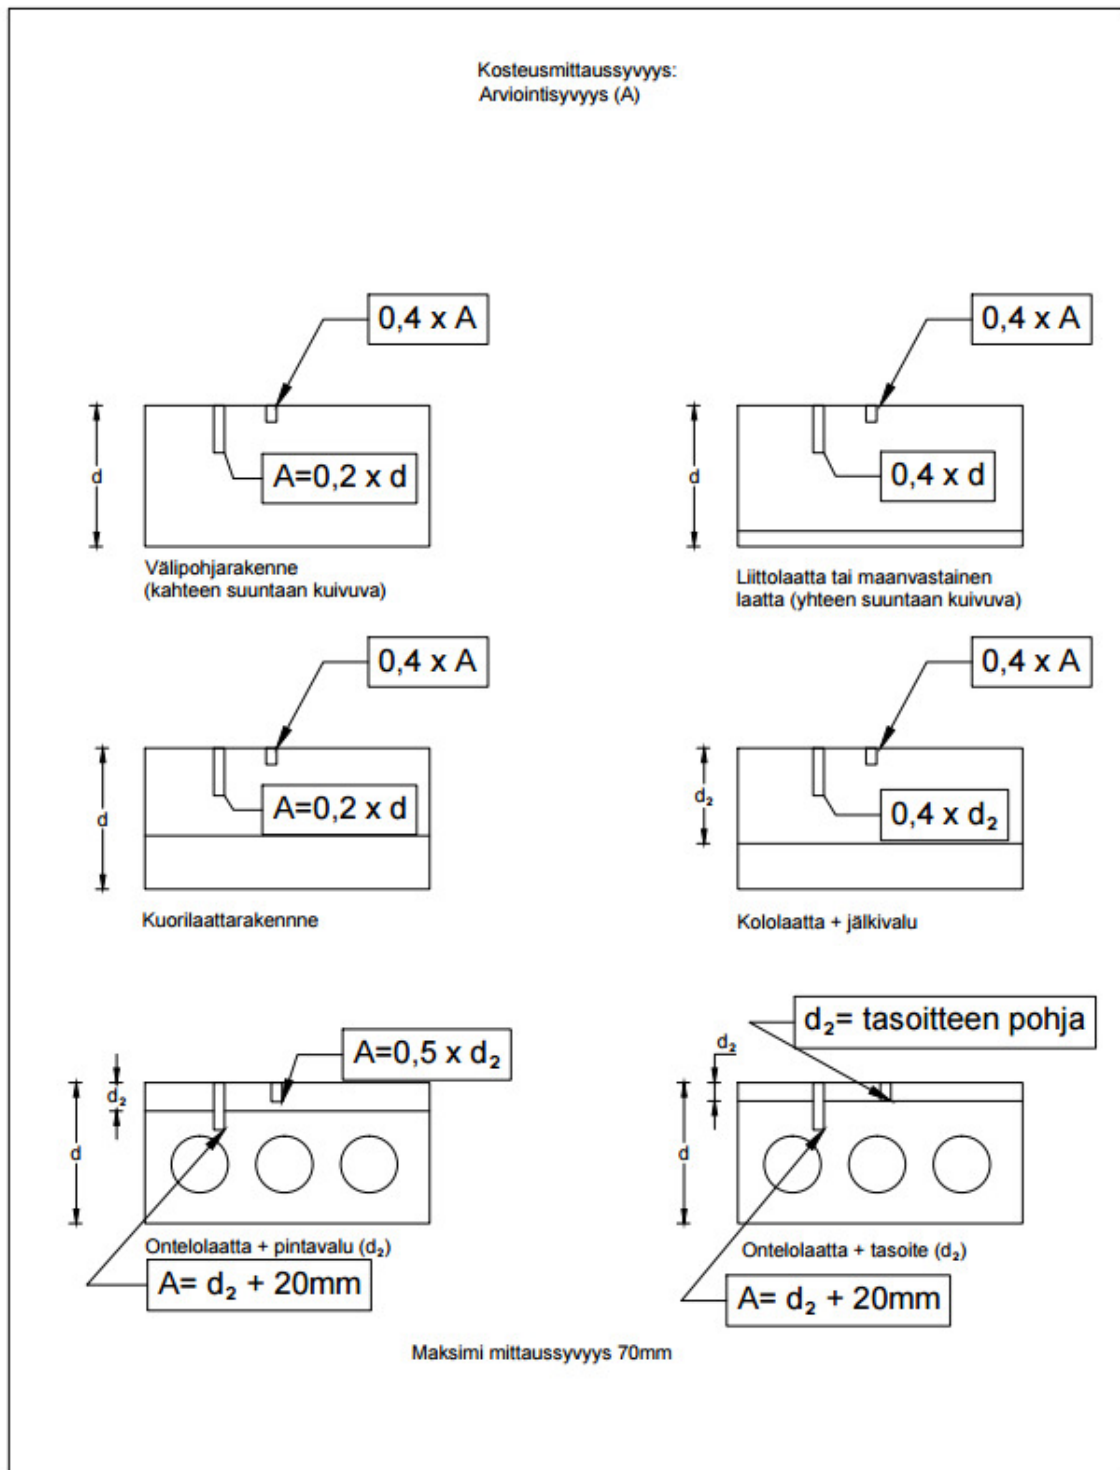 Kosteusmittaussyvyys:
Arviointisyvyys (A)
0,4 x A
d
A=0,2 x d
Välipohjarakenne
(kahteen suuntaan kuivuva)
0,4 x A
d
0,4 x d
Liittolaatta tai maanvastainen
laatta (yhteen suuntaan kuivuva)
0,4 x A
d
A=0,2 x d
Kuorilaattarakennne
0,4 x A
d₂
0,4 x d₂
Kololaatta + jälkivalu
A=0,5 x d₂
d₂
d
Ontelolaatta + pintavalu (d₂)
A= d₂ + 20mm
d₂= tasoitteen pohja
d₂
d
Ontelolaatta + tasoite (d₂)
A= d₂ + 20mm
Maksimi mittaussyvyys 70mm